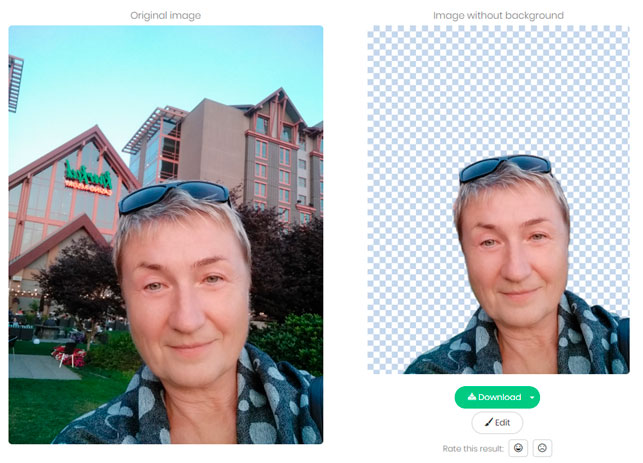 Original image
Image without background
Download
Edit
Rate this result: